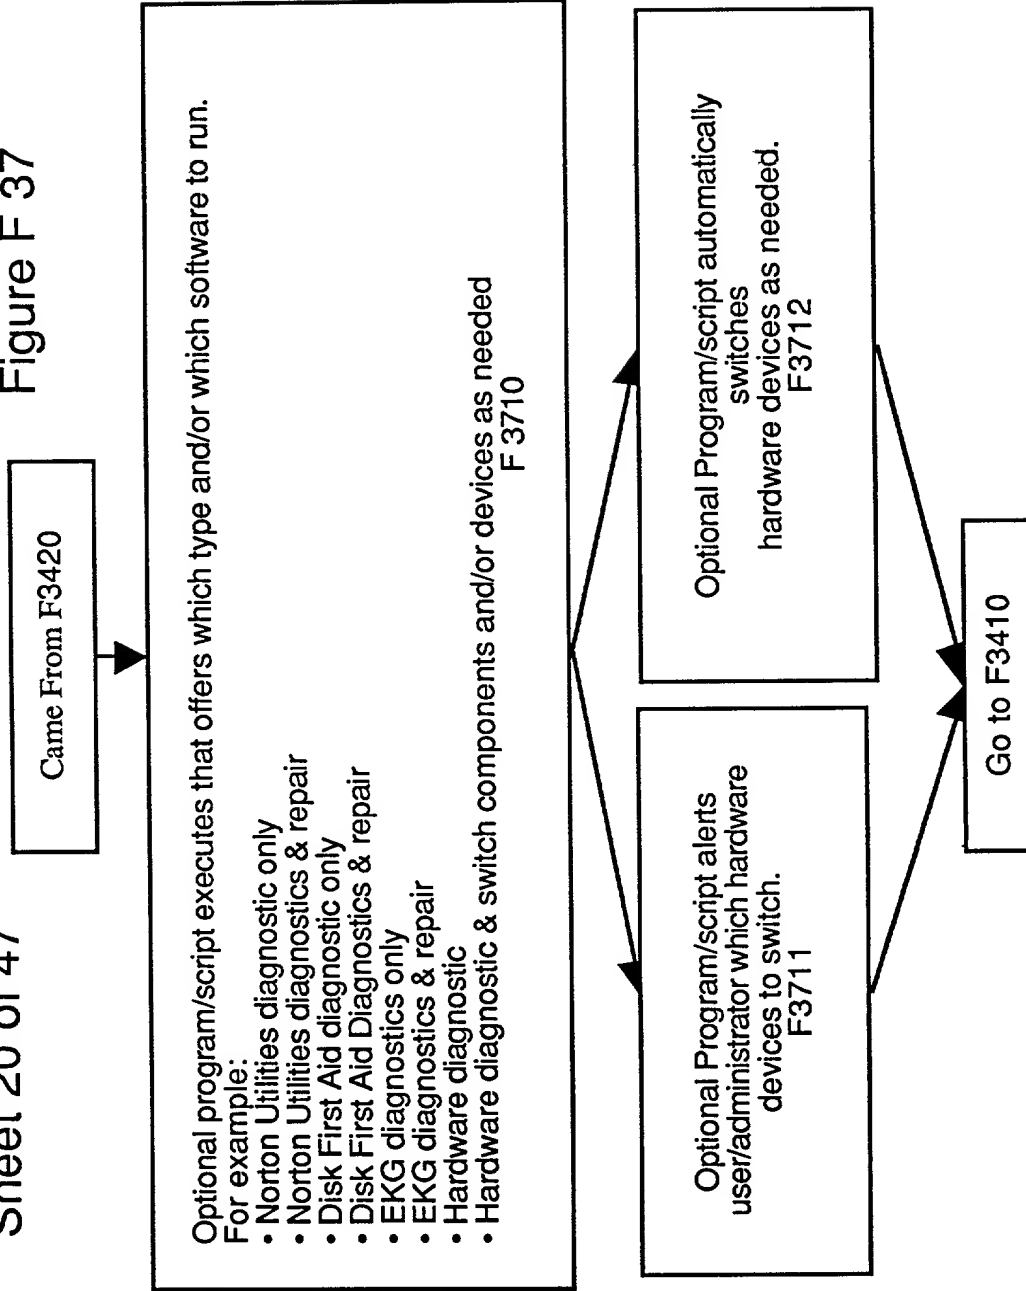 Sheet 20 of 47
Figure F 37
Came From F3420
Optional program/script executes that offers which type and/or which software to run.
For example:
• Norton Utilities diagnostic only
• Norton Utilities diagnostics & repair
• Disk First Aid diagnostic only
• Disk First Aid Diagnostics & repair
• EKG diagnostics only
• EKG diagnostics & repair
• Hardware diagnostic
• Hardware diagnostic & switch components and/or devices as needed
F 3710
Optional Program/script alerts
user/administrator which hardware
devices to switch.
F3711
Optional Program/script automatically
switches
hardware devices as needed.
F3712
Go to F3410